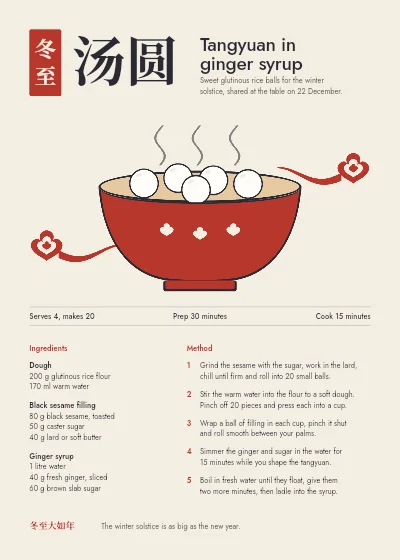 冬至
汤圆
Tangyuan in
ginger syrup
Sweet glutinous rice balls for the winter
solstice, shared at the table on 22 December.
Serves 4, makes 20
Prep 30 minutes
Cook 15 minutes
Ingredients
Dough
200 g glutinous rice flour
170 ml warm water
Black sesame filling
80 g black sesame, toasted
50 g caster sugar
40 g lard or soft butter
Ginger syrup
1 litre water
40 g fresh ginger, sliced
60 g brown slab sugar
Method
1 Grind the sesame with the sugar, work in the lard,
chill until firm and roll into 20 small balls.
2 Stir the warm water into the flour to a soft dough.
Pinch off 20 pieces and press each into a cup.
3 Wrap a ball of filling in each cup, pinch it shut
and roll smooth between your palms.
4 Simmer the ginger and sugar in the water for
15 minutes while you shape the tangyuan.
5 Boil in fresh water until they float, give them
two more minutes, then ladle into the syrup.
冬至大如年
The winter solstice is as big as the new year.